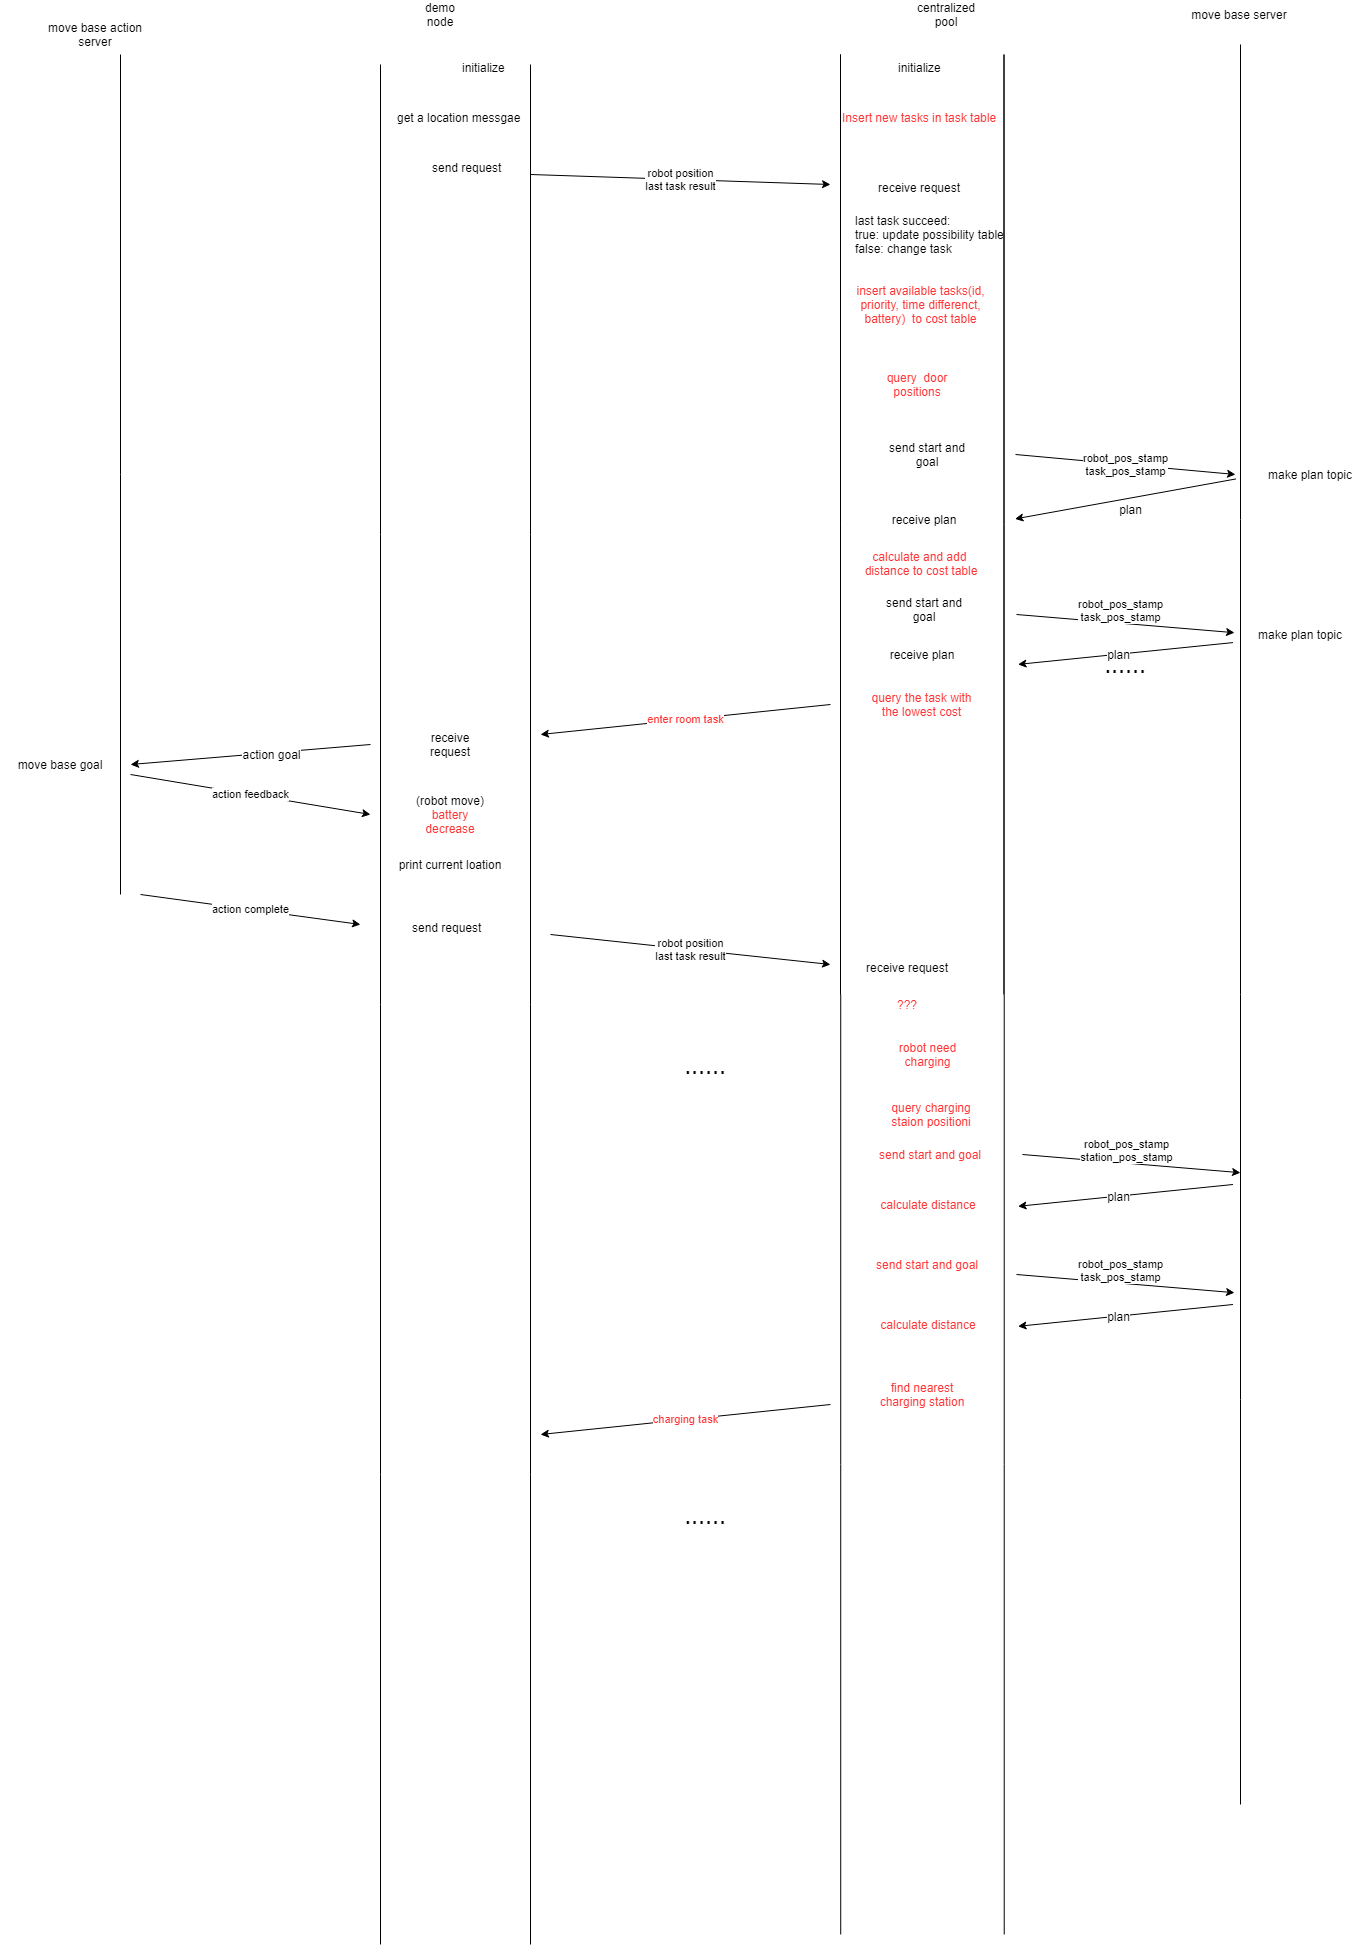 demo
node
centralized
pool
move base server
move base action
server
initialize
initialize
get a location messgae
Insert new tasks in task table
send request
robot position
last task result
receive request
last task succeed:
true: update possibility table
false: change task
insert available tasks(id,
priority, time differenct,
battery)  to cost table
query  door
positions
send start and
goal
robot_pos_stamp
task_pos_stamp
make plan topic
plan
receive plan
calculate and add
distance to cost table
send start and
goal
robot_pos_stamp
task_pos_stamp
make plan topic
receive plan
plan
......
query the task with
the lowest cost
enter room task
receive
request
action goal
move base goal
action feedback
(robot move)
battery
decrease
print current loation
action complete
send request
robot position
last task result
receive request
???
robot need
charging
......
query charging
staion positioni
send start and goal
robot_pos_stamp
station_pos_stamp
plan
calculate distance
send start and goal
robot_pos_stamp
task_pos_stamp
plan
calculate distance
find nearest
charging station
charging task
......